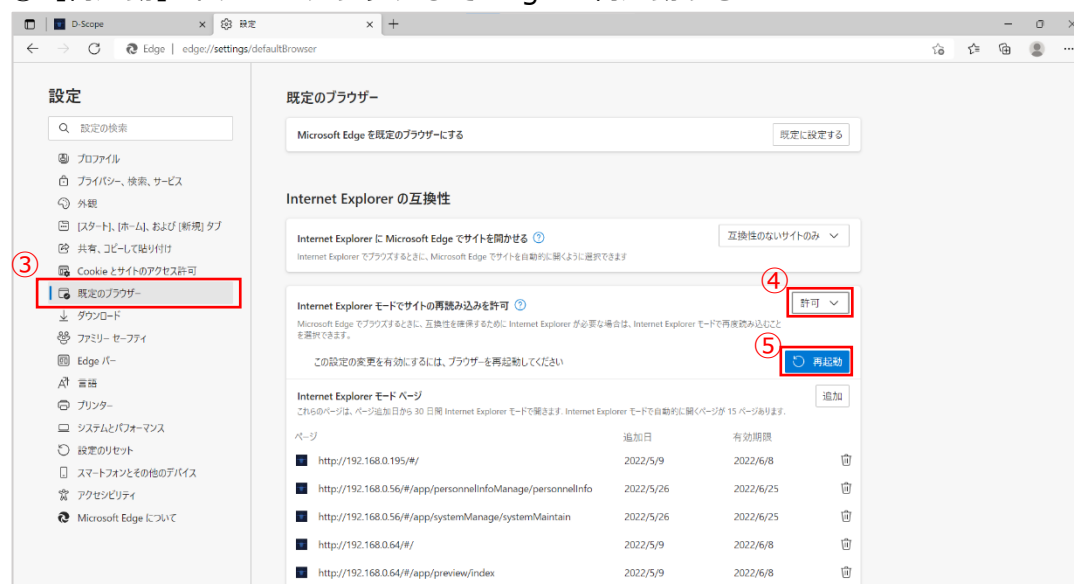 D-Scope
設定
Edge | edge://settings/defaultBrowser
設定
設定の検索
プロファイル
プライバシー、検索、サービス
外観
[スタート]、[ホーム]、および [新規] タブ
共有、コピーして貼り付け
③
Cookie とサイトのアクセス許可
既定のブラウザー
ダウンロード
ファミリー セーフティ
Edge バー
言語
プリンター
システムとパフォーマンス
設定のリセット
スマートフォンとその他のデバイス
アクセシビリティ
Microsoft Edge について
既定のブラウザー
Microsoft Edge を既定のブラウザーにする
既定に設定する
Internet Explorer の互換性
Internet Explorer に Microsoft Edge でサイトを開かせる
互換性のないサイトのみ
Internet Explorer でブラウズするときに、Microsoft Edge でサイトを自動的に開くように選択できます
④
Internet Explorer モードでサイトの再読み込みを許可
許可
Microsoft Edge でブラウズするときに、互換性を確保するために Internet Explorer が必要な場合は、Internet Explorer モードで再度読み込むこと
を選択できます。
⑤
この設定の変更を有効にするには、ブラウザーを再起動してください
再起動
Internet Explorer モード ページ
追加
これらのページは、ページ追加日から 30 日間 Internet Explorer モードで開きます. Internet Explorer モードで自動的に開くページが 15 ページあります.
ページ 追加日 有効期限
http://192.168.0.195/#/ 2022/5/9 2022/6/8
http://192.168.0.56/#/app/personnelInfoManage/personnelInfo 2022/5/26 2022/6/25
http://192.168.0.56/#/app/systemManage/systemMaintain 2022/5/26 2022/6/25
http://192.168.0.64/#/ 2022/5/9 2022/6/8
http://192.168.0.64/#/app/preview/index 2022/5/9 2022/6/8